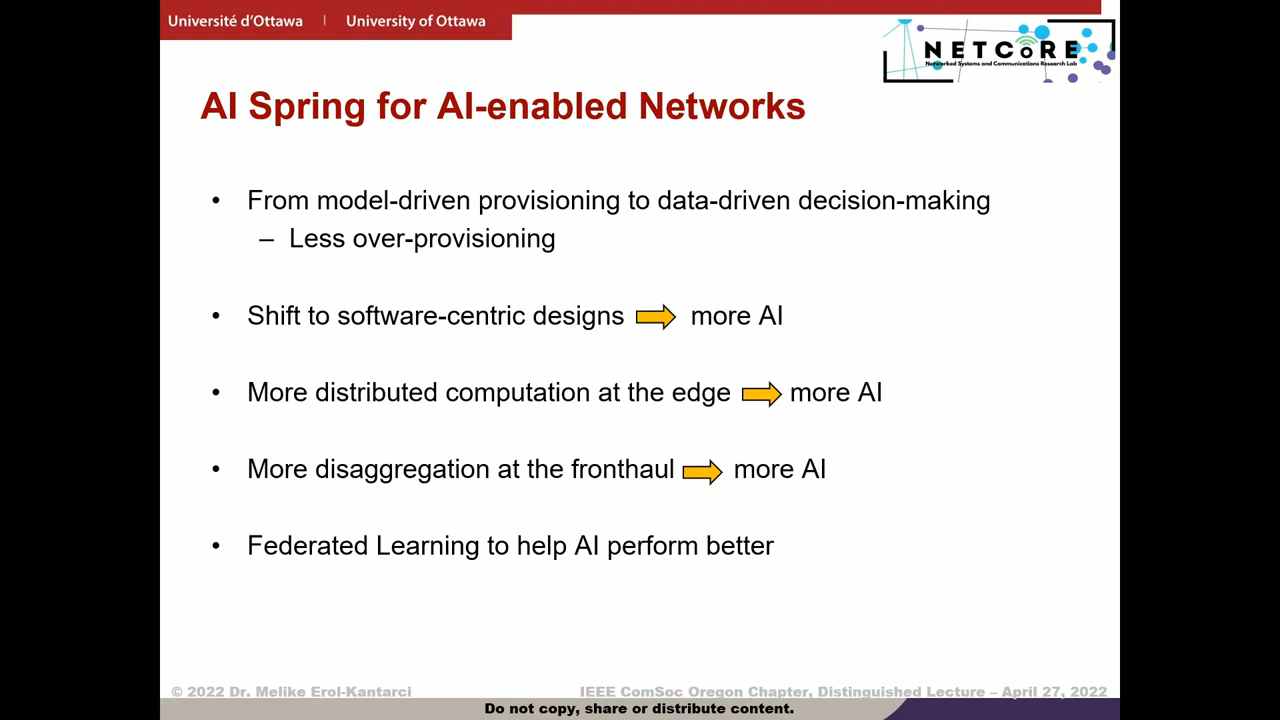 Université d'Ottawa | University of Ottawa
NETCoRE
Networked Systems and Communications Research Lab
AI Spring for AI-enabled Networks
• From model-driven provisioning to data-driven decision-making
– Less over-provisioning
• Shift to software-centric designs more AI
• More distributed computation at the edge more AI
• More disaggregation at the fronthaul more AI
• Federated Learning to help AI perform better
© 2022 Dr. Melike Erol-Kantarci IEEE ComSoc Oregon Chapter, Distinguished Lecture – April 27, 2022
Do not copy, share or distribute content.